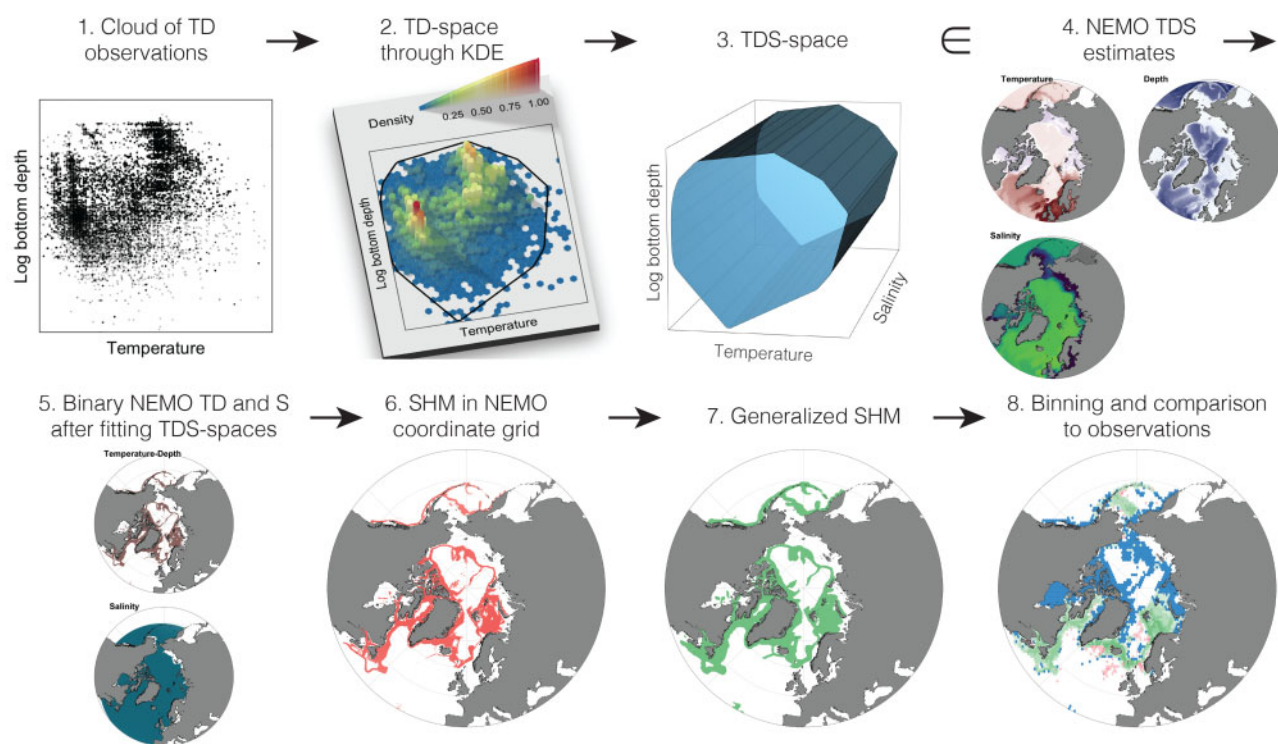 1. Cloud of TD
observations
2. TD-space
through KDE
3. TDS-space
∈
4. NEMO TDS
estimates
Log bottom depth
Temperature
Density
0.25 0.50 0.75 1.00
Log bottom depth
Temperature
Log bottom depth
Temperature
Salinity
Temperature
Depth
Salinity
5. Binary NEMO TD and S
after fitting TDS-spaces
6. SHM in NEMO
coordinate grid
7. Generalized SHM
8. Binning and comparison
to observations
Temperature-Depth
Salinity